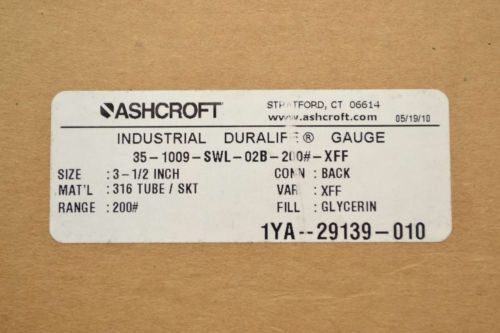 ASHCROFT
STRATFORD, CT 06614
www.ashcroft.com 05/19/10
INDUSTRIAL DURALIFE® GAUGE
35-1009-SWL-02B-200#-XFF
SIZE : 3-1/2 INCH CONN : BACK
MAT'L : 316 TUBE / SKT VAR : XFF
RANGE : 200# FILL : GLYCERIN
1YA--29139-010